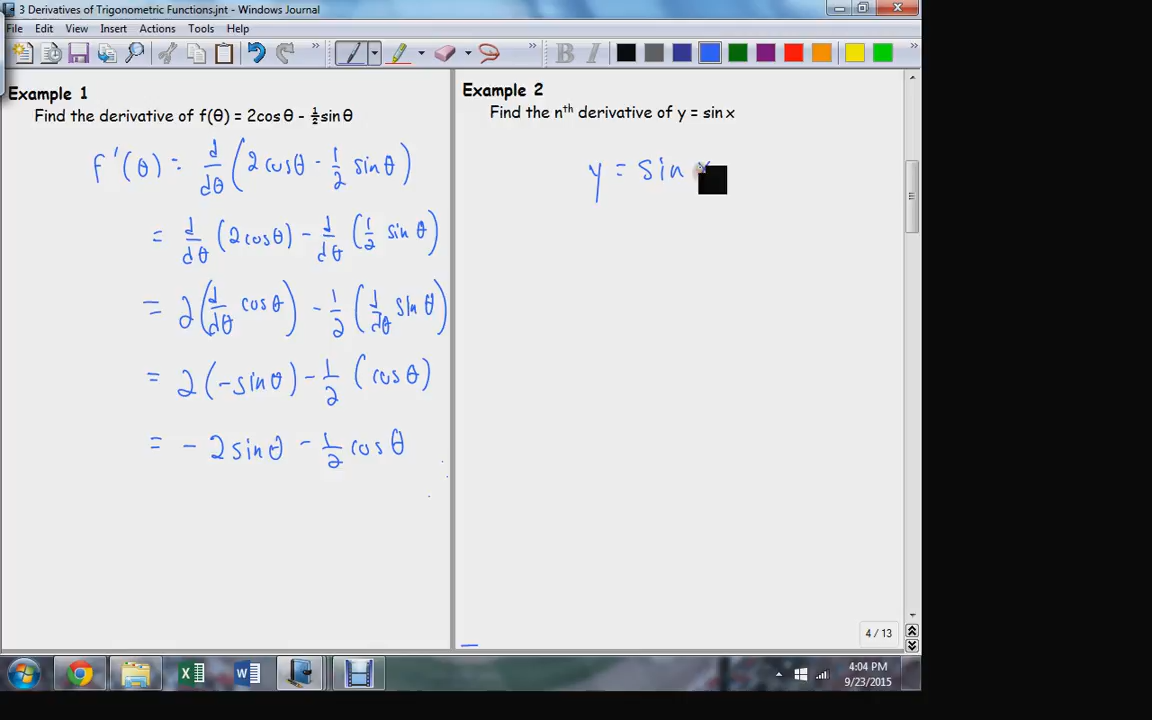 3 Derivatives of Trigonometric Functions.jnt - Windows Journal
File Edit View Insert Actions Tools Help
Example 1
Find the derivative of f(θ) = 2cos θ - ½sin θ
f'(θ) = d/dθ (2cosθ - 1/2 sinθ)
= d/dθ (2cosθ) - d/dθ (1/2 sinθ)
= 2(d/dθ cosθ) - 1/2 (d/dθ sinθ)
= 2(-sinθ) - 1/2 (cosθ)
= - 2sinθ - 1/2 cosθ
Example 2
Find the nth derivative of y = sin x
y = sin
4 / 13
4:04 PM
9/23/2015